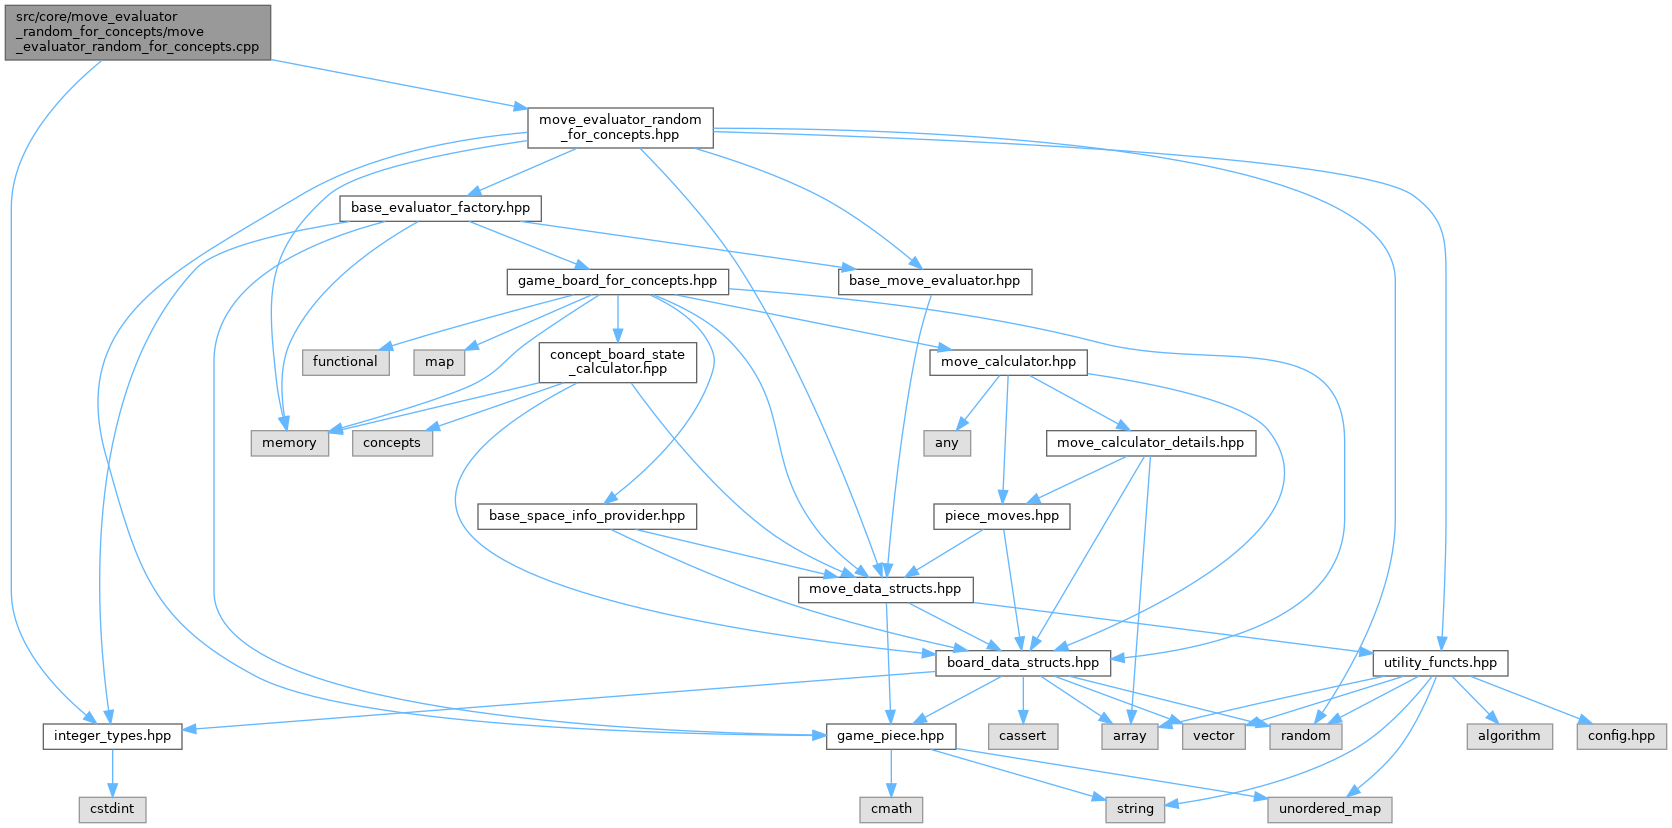 src/core/move_evaluator
_random_for_concepts/move
_evaluator_random_for_concepts.cpp
move_evaluator_random
_for_concepts.hpp
base_evaluator_factory.hpp
game_board_for_concepts.hpp
base_move_evaluator.hpp
functional
map
concept_board_state
_calculator.hpp
move_calculator.hpp
memory
concepts
any
move_calculator_details.hpp
base_space_info_provider.hpp
piece_moves.hpp
move_data_structs.hpp
board_data_structs.hpp
utility_functs.hpp
integer_types.hpp
game_piece.hpp
cassert
array
vector
random
algorithm
config.hpp
cstdint
cmath
string
unordered_map